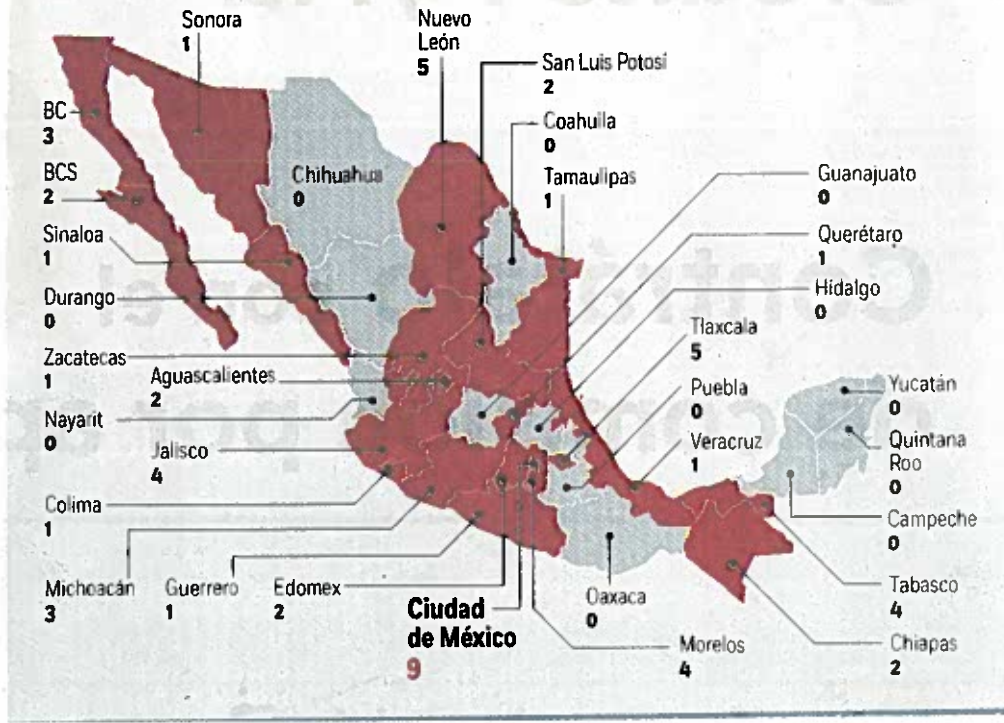 Sonora
1
Nuevo
León
5
San Luis Potosí
2
BC
3
Coahuila
0
BCS
2
Chihuahua
0
Tamaulipas
1
Guanajuato
0
Sinaloa
1
Querétaro
1
Durango
0
Hidalgo
0
Tlaxcala
5
Zacatecas
1
Aguascalientes
2
Puebla
0
Yucatán
0
Nayarit
0
Jalisco
4
Veracruz
1
Quintana
Roo
0
Colima
1
Campeche
0
Michoacán
3
Guerrero
1
Edomex
2
Ciudad
de México
9
Oaxaca
0
Tabasco
4
Morelos
4
Chiapas
2